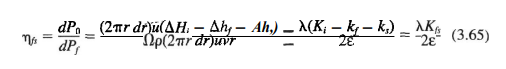 η_fs = dP_0/dP_f = (2πr dr)ū(ΔH_i − Δh_f − Ah_s)/Ωρ(2πr dr)uvr = λ(K_i − k_f − k_s)/2ε = λK_fs/2ε (3.65)